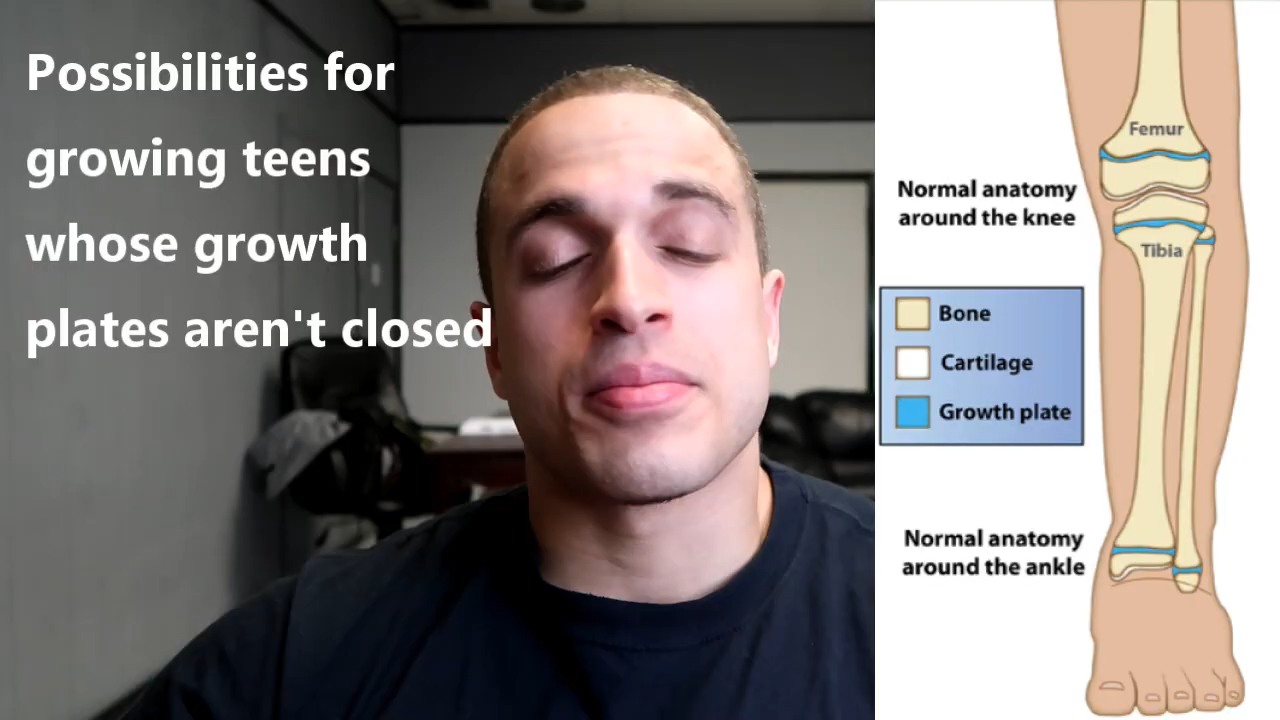 Possibilities for
growing teens
whose growth
plates aren't closed
Femur
Normal anatomy
around the knee
Tibia
Bone
Cartilage
Growth plate
Normal anatomy
around the ankle